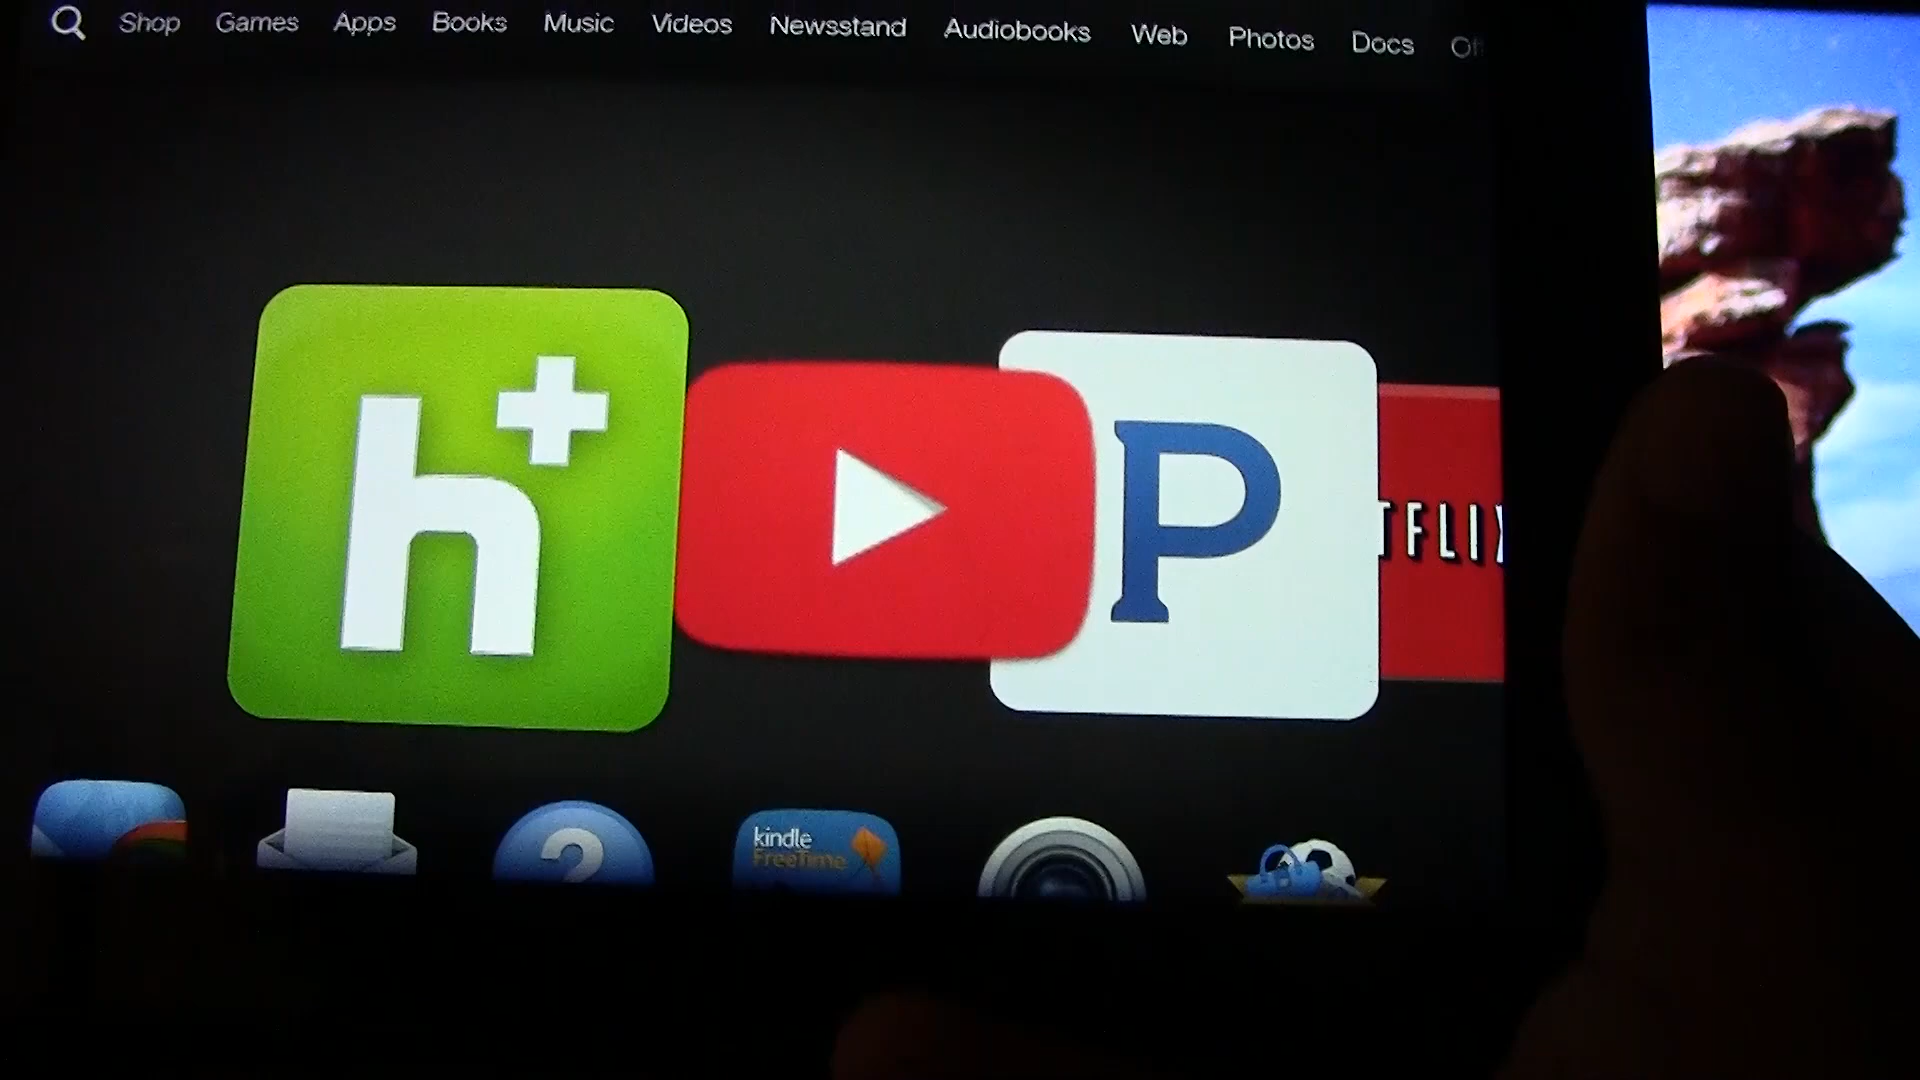 Shop Games Apps Books Music Videos Newsstand Audiobooks Web Photos Docs
h+
P
TFLIX
?
kindle
FreeTime